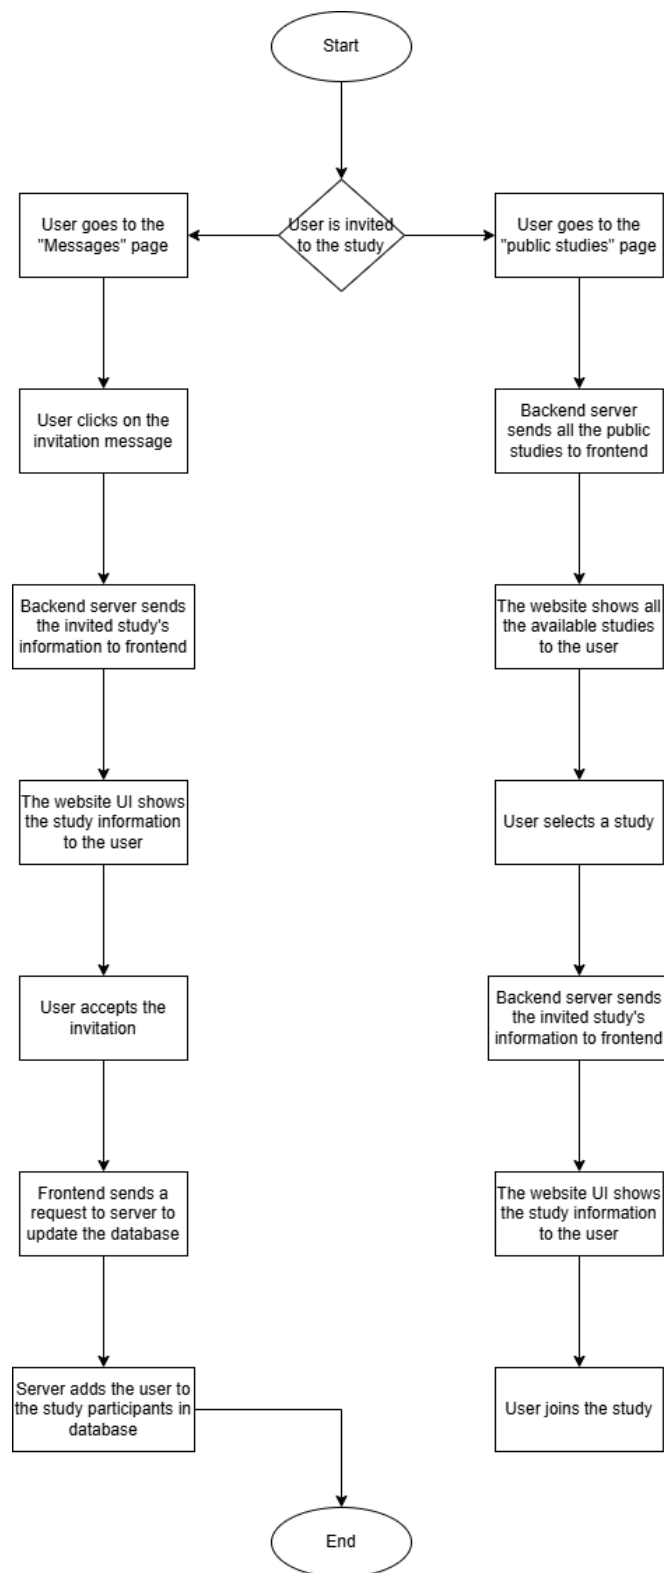 Start
User is invited
to the study
User goes to the
"Messages" page
User goes to the
"public studies" page
User clicks on the
invitation message
Backend server
sends all the public
studies to frontend
Backend server sends
the invited study's
information to frontend
The website shows all
the available studies
to the user
The website UI shows
the study information
to the user
User selects a study
User accepts the
invitation
Backend server sends
the invited study's
information to frontend
Frontend sends a
request to server to
update the database
The website UI shows
the study information
to the user
Server adds the user to
the study participants in
database
User joins the study
End